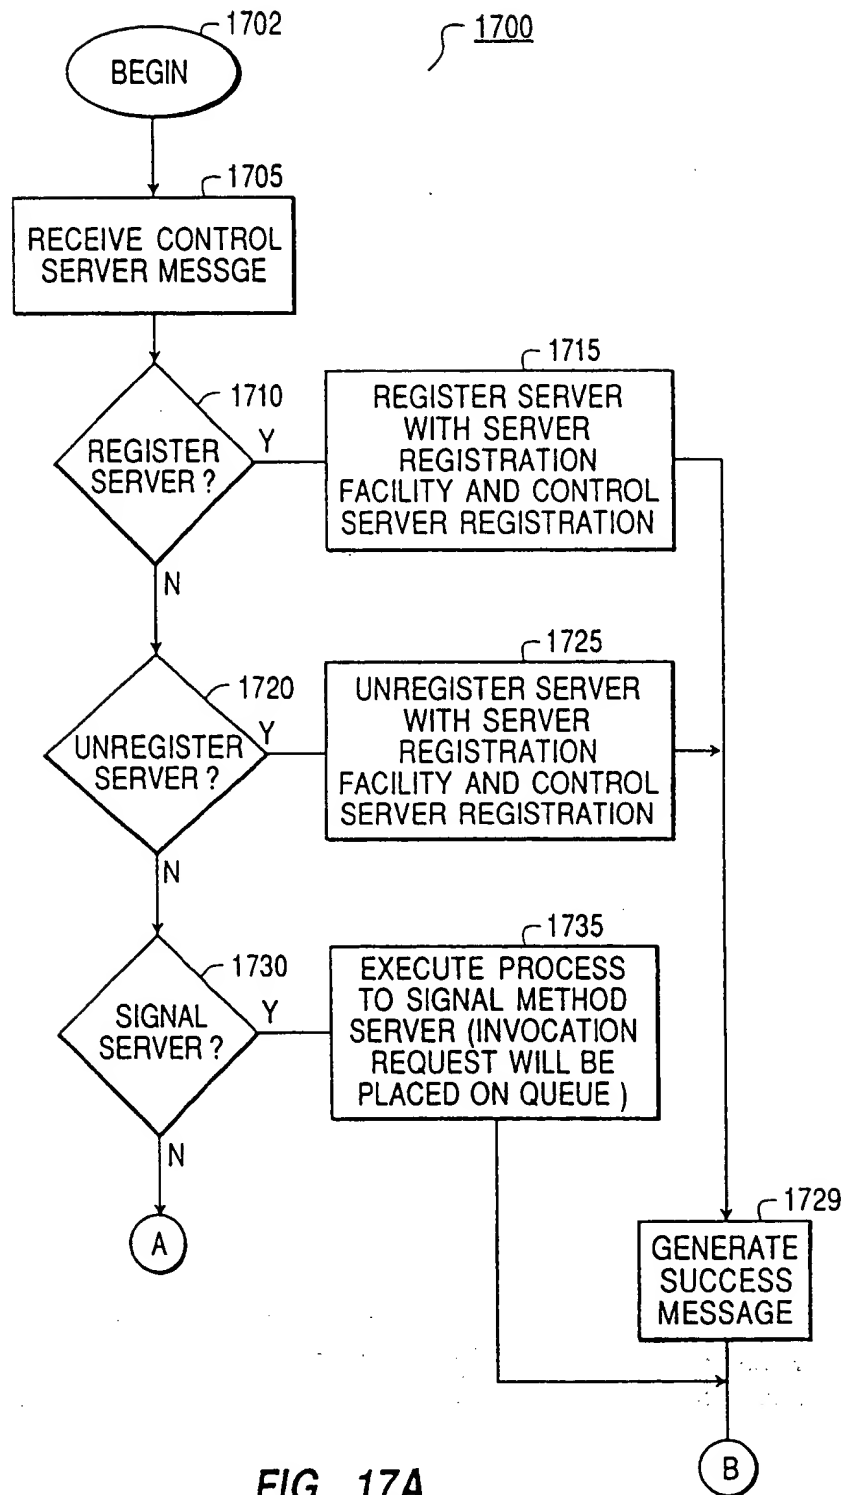 1702
1700
BEGIN
1705
RECEIVE CONTROL
SERVER MESSGE
1710
REGISTER
SERVER ?
Y
N
1715
REGISTER SERVER
WITH SERVER
REGISTRATION
FACILITY AND CONTROL
SERVER REGISTRATION
1720
UNREGISTER
SERVER ?
Y
N
1725
UNREGISTER SERVER
WITH SERVER
REGISTRATION
FACILITY AND CONTROL
SERVER REGISTRATION
1730
SIGNAL
SERVER ?
Y
N
1735
EXECUTE PROCESS
TO SIGNAL METHOD
SERVER (INVOCATION
REQUEST WILL BE
PLACED ON QUEUE )
A
1729
GENERATE
SUCCESS
MESSAGE
B
FIG. 17A